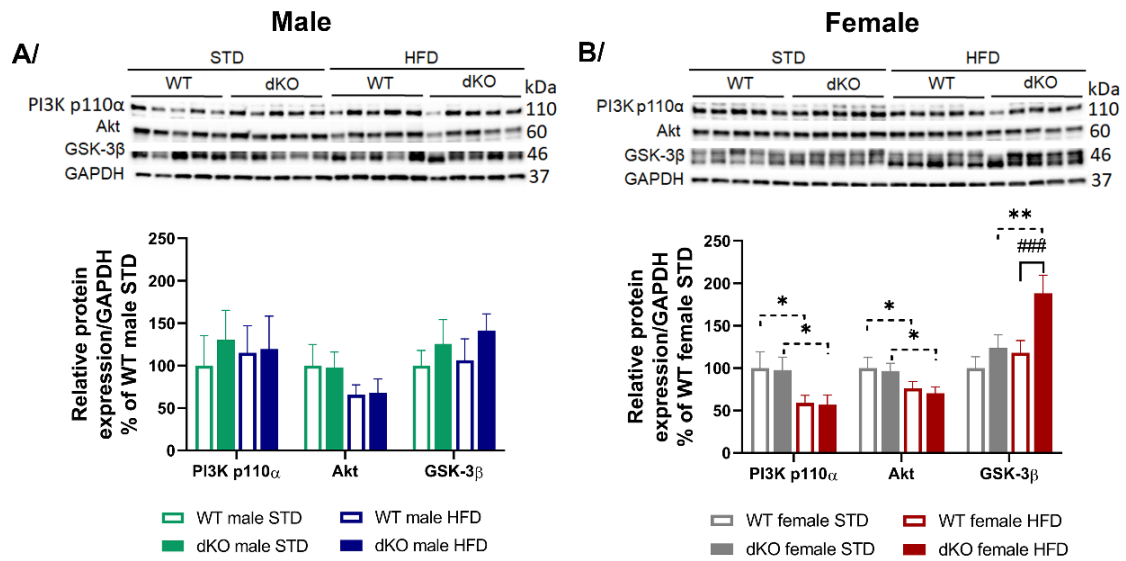 Male
A/
STD HFD
WT dKO WT dKO kDa
PI3K p110α 110
Akt 60
GSK-3β 46
GAPDH 37
Relative protein
expression/GAPDH
% of WT male STD
250
200
150
100
50
0
PI3K p110α Akt GSK-3β
WT male STD WT male HFD
dKO male STD dKO male HFD
Female
B/
STD HFD
WT dKO WT dKO kDa
PI3K p110α 110
Akt 60
GSK-3β 46
GAPDH 37
Relative protein
expression/GAPDH
% of WT female STD
250
200
150
100
50
0
**
###
* *
* *
PI3K p110α Akt GSK-3β
WT female STD WT female HFD
dKO female STD dKO female HFD